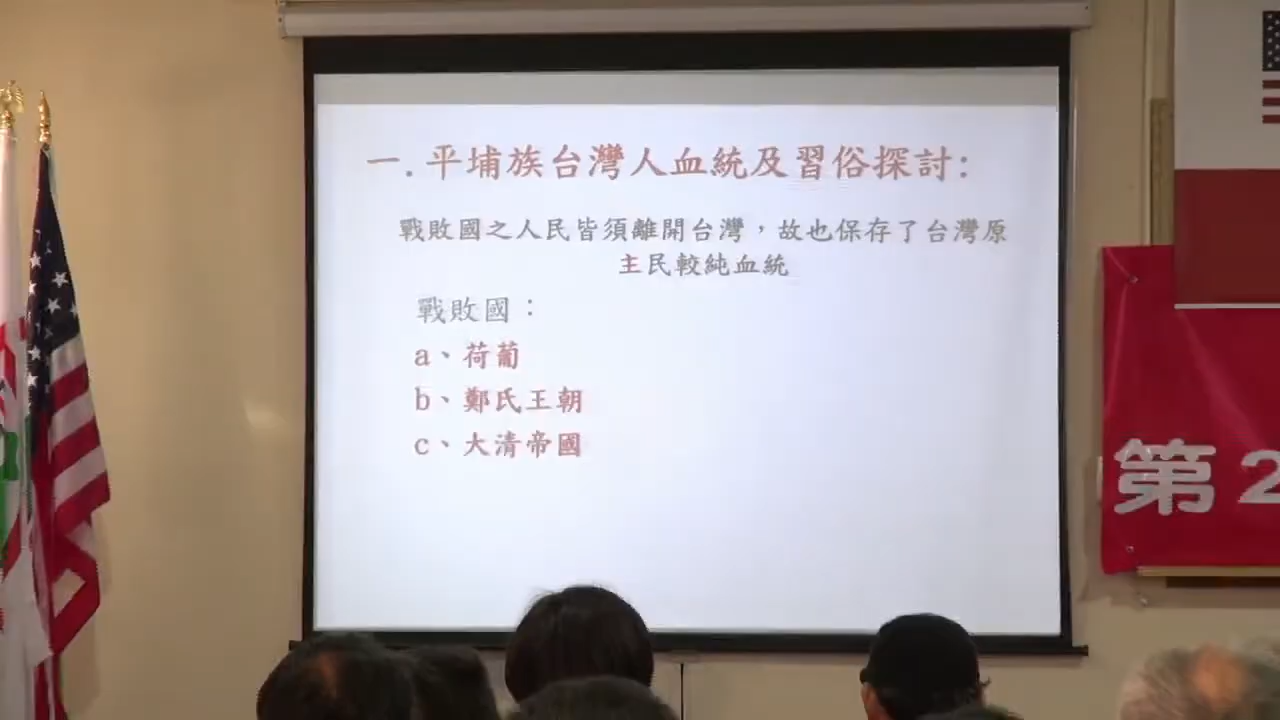 一.平埔族台灣人血統及習俗探討:
戰敗國之人民皆須離開台灣，故也保存了台灣原
主民較純血統
戰敗國：
a、荷葡
b、鄭氏王朝
c、大清帝國
第2